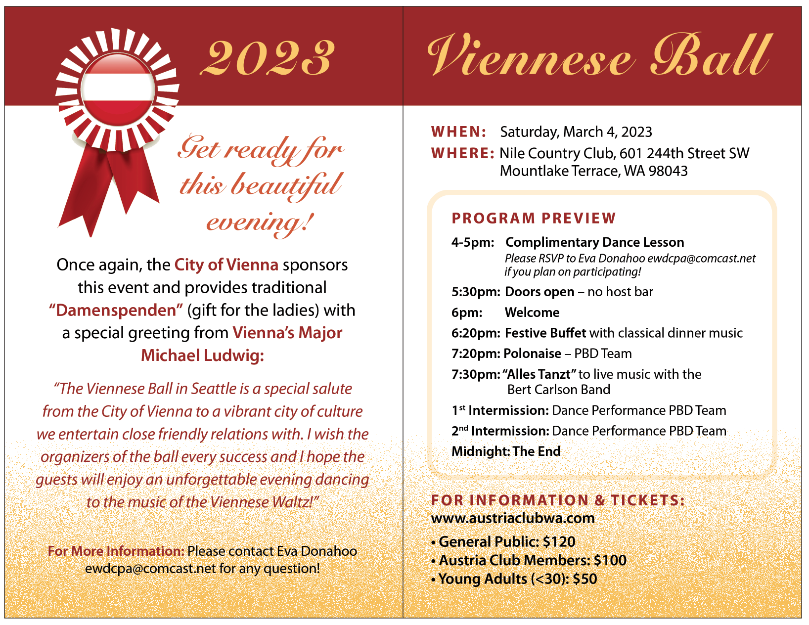 2023
Get ready for
this beautiful
evening!
Once again, the City of Vienna sponsors
this event and provides traditional
“Damenspenden” (gift for the ladies) with
a special greeting from Vienna’s Major
Michael Ludwig:
“The Viennese Ball in Seattle is a special salute
from the City of Vienna to a vibrant city of culture
we entertain close friendly relations with. I wish the
organizers of the ball every success and I hope the
guests will enjoy an unforgettable evening dancing
to the music of the Viennese Waltz!”
For More Information: Please contact Eva Donahoo
ewdcpa@comcast.net for any question!
Viennese Ball
WHEN: Saturday, March 4, 2023
WHERE: Nile Country Club, 601 244th Street SW
Mountlake Terrace, WA 98043
PROGRAM PREVIEW
4-5pm: Complimentary Dance Lesson
Please RSVP to Eva Donahoo ewdcpa@comcast.net
if you plan on participating!
5:30pm: Doors open – no host bar
6pm: Welcome
6:20pm: Festive Buffet with classical dinner music
7:20pm: Polonaise – PBD Team
7:30pm: “Alles Tanzt” to live music with the
Bert Carlson Band
1st Intermission: Dance Performance PBD Team
2nd Intermission: Dance Performance PBD Team
Midnight: The End
FOR INFORMATION & TICKETS:
www.austriaclubwa.com
• General Public: $120
• Austria Club Members: $100
• Young Adults (<30): $50